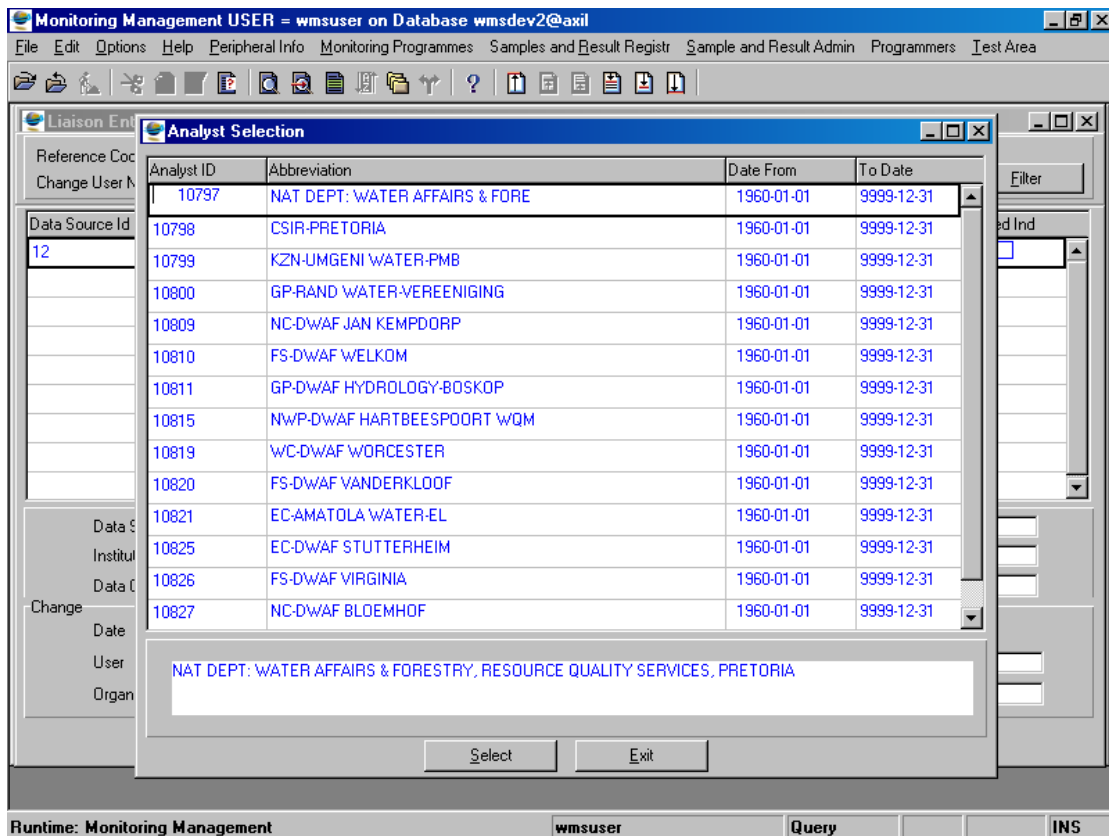 Monitoring Management USER = wmsuser on Database wmsdev2@axil
File Edit Options Help Peripheral Info Monitoring Programmes Samples and Result Registr Sample and Result Admin Programmers Test Area
Liaison Ent
Analyst Selection
Reference Cod
Change User N
Filter
Analyst ID Abbreviation Date From To Date
Data Source Id
ed Ind
12
10797 NAT DEPT: WATER AFFAIRS & FORE 1960-01-01 9999-12-31
10798 CSIR-PRETORIA 1960-01-01 9999-12-31
10799 KZN-UMGENI WATER-PMB 1960-01-01 9999-12-31
10800 GP-RAND WATER-VEREENIGING 1960-01-01 9999-12-31
10809 NC-DWAF JAN KEMPDORP 1960-01-01 9999-12-31
10810 FS-DWAF WELKOM 1960-01-01 9999-12-31
10811 GP-DWAF HYDROLOGY-BOSKOP 1960-01-01 9999-12-31
10815 NWP-DWAF HARTBEESPOORT WQM 1960-01-01 9999-12-31
10819 WC-DWAF WORCESTER 1960-01-01 9999-12-31
10820 FS-DWAF VANDERKLOOF 1960-01-01 9999-12-31
10821 EC-AMATOLA WATER-EL 1960-01-01 9999-12-31
10825 EC-DWAF STUTTERHEIM 1960-01-01 9999-12-31
10826 FS-DWAF VIRGINIA 1960-01-01 9999-12-31
10827 NC-DWAF BLOEMHOF 1960-01-01 9999-12-31
Data S
Institut
Data
Change
Date
User
Organ
NAT DEPT: WATER AFFAIRS & FORESTRY, RESOURCE QUALITY SERVICES, PRETORIA
Select Exit
Runtime: Monitoring Management wmsuser Query INS